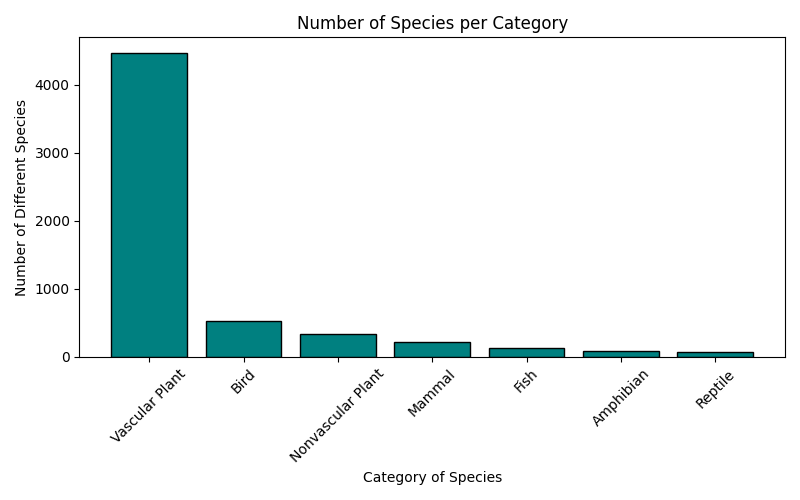 Number of Species per Category
Number of Different Species
4000
3000
2000
1000
0
Vascular Plant
Bird
Nonvascular Plant
Mammal
Fish
Amphibian
Reptile
Category of Species